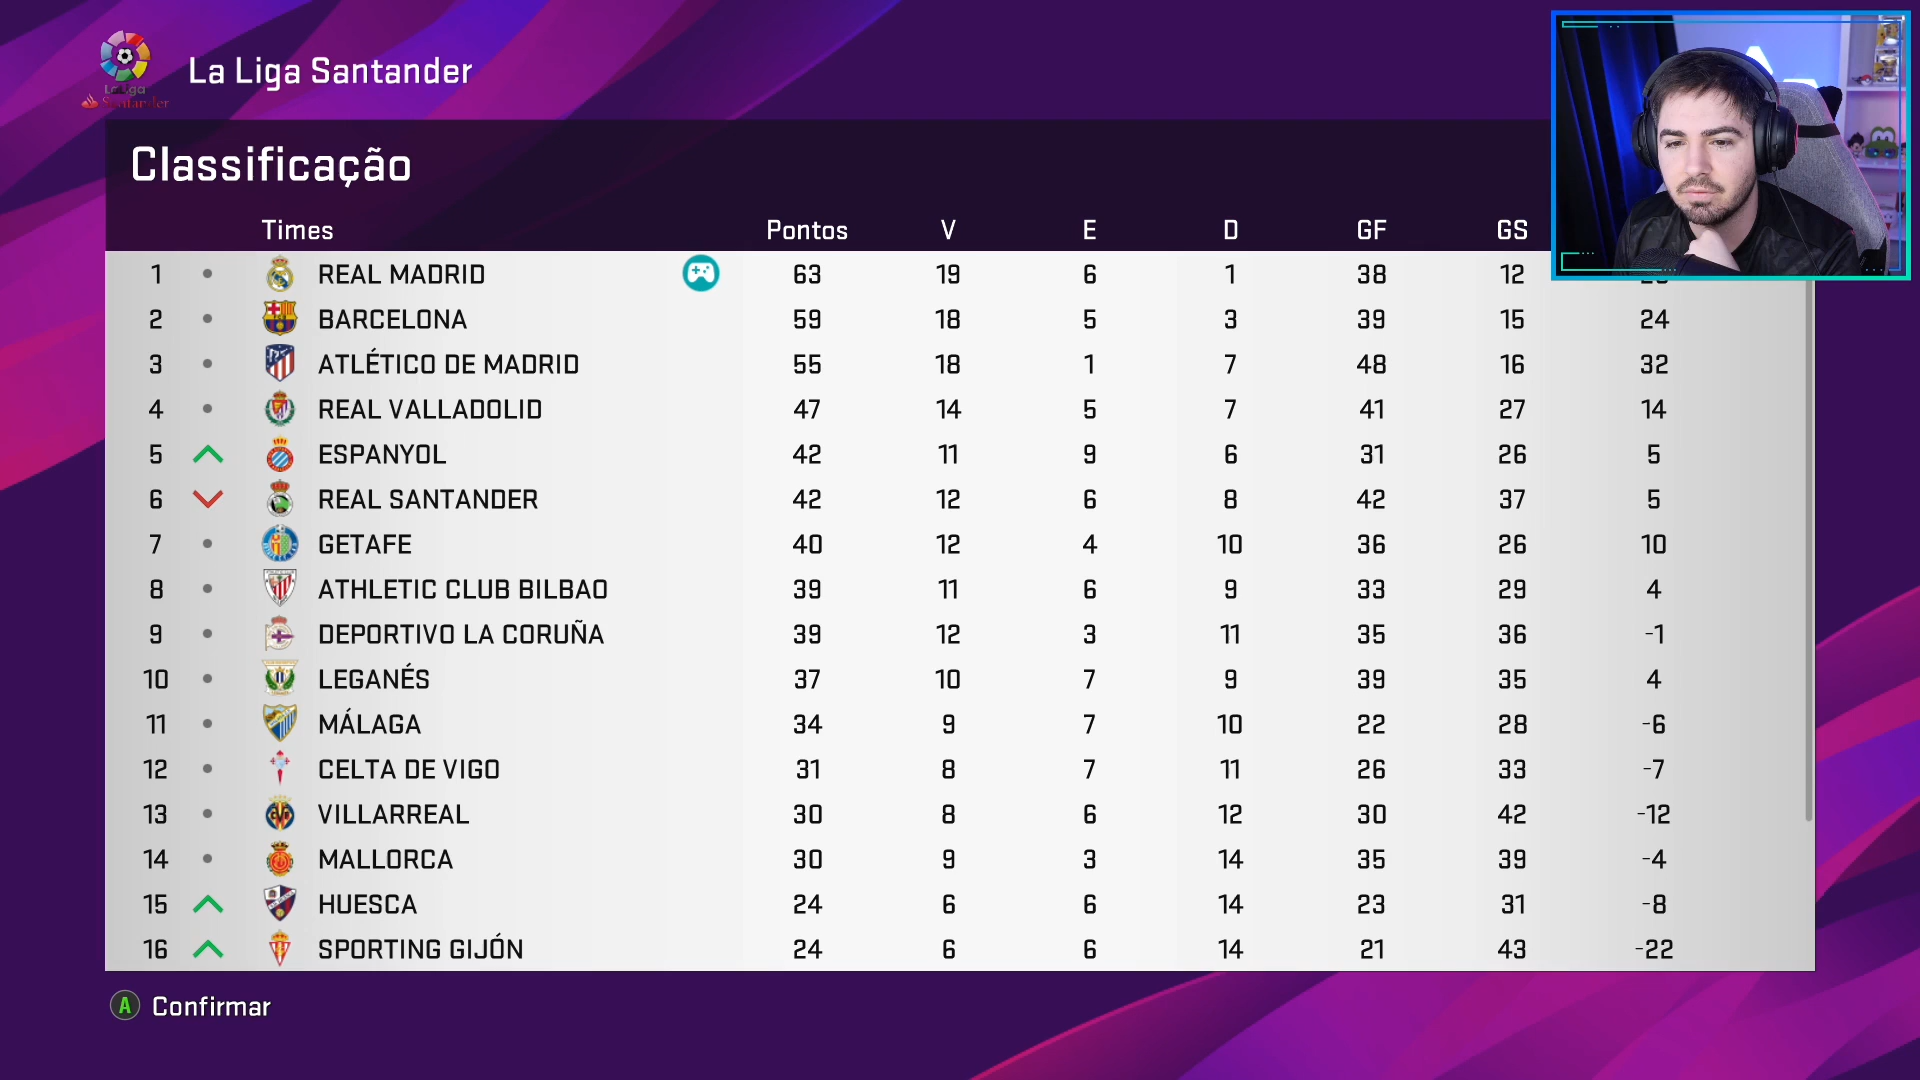 La Liga
Santander
La Liga Santander
Classificação
Times Pontos V E D GF GS
1 REAL MADRID 63 19 6 1 38 12
2 BARCELONA 59 18 5 3 39 15 24
3 ATLÉTICO DE MADRID 55 18 1 7 48 16 32
4 REAL VALLADOLID 47 14 5 7 41 27 14
5 ESPANYOL 42 11 9 6 31 26 5
6 REAL SANTANDER 42 12 6 8 42 37 5
7 GETAFE 40 12 4 10 36 26 10
8 ATHLETIC CLUB BILBAO 39 11 6 9 33 29 4
9 DEPORTIVO LA CORUÑA 39 12 3 11 35 36 -1
10 LEGANÉS 37 10 7 9 39 35 4
11 MÁLAGA 34 9 7 10 22 28 -6
12 CELTA DE VIGO 31 8 7 11 26 33 -7
13 VILLARREAL 30 8 6 12 30 42 -12
14 MALLORCA 30 9 3 14 35 39 -4
15 HUESCA 24 6 6 14 23 31 -8
16 SPORTING GIJÓN 24 6 6 14 21 43 -22
A Confirmar